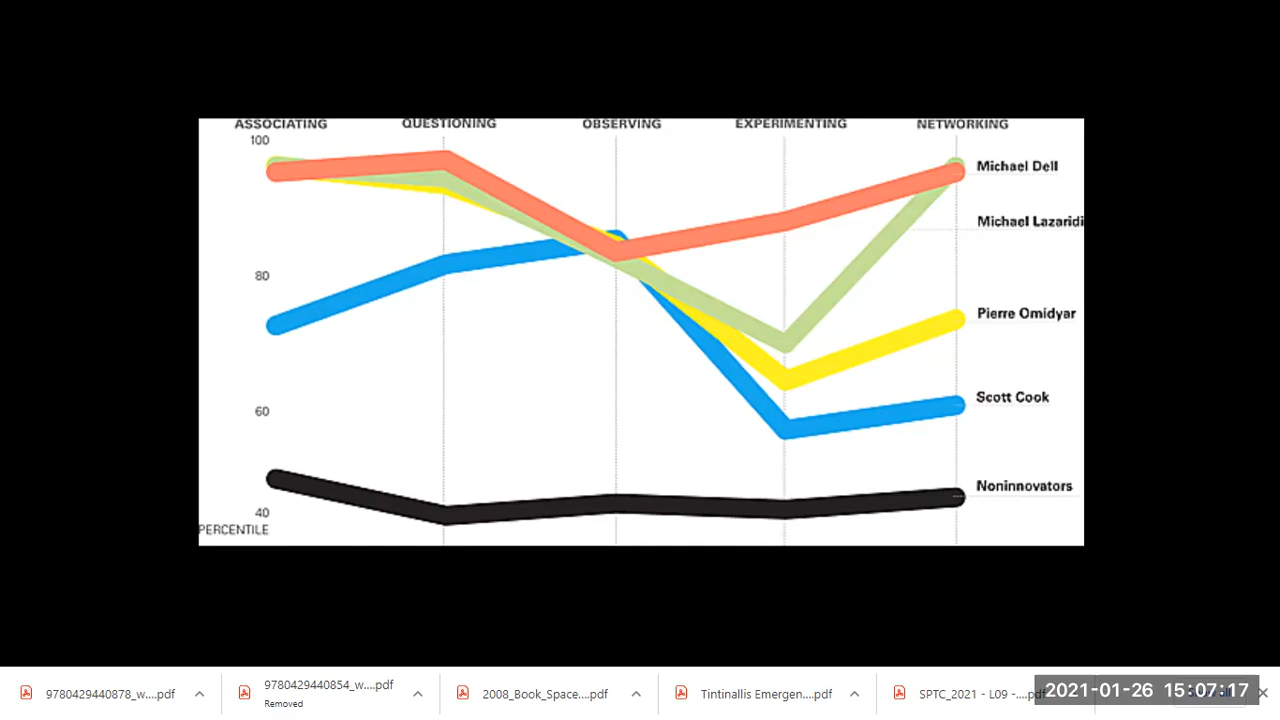 ASSOCIATING QUESTIONING OBSERVING EXPERIMENTING NETWORKING
100
Michael Dell
Michael Lazaridi
80
Pierre Omidyar
Scott Cook
60
Noninnovators
40
PERCENTILE
9780429440878_w....pdf
9780429440854_w....pdf
Removed
2008_Book_Space....pdf
Tintinallis Emergen....pdf
SPTC_2021 - L09 -....pdf
2021-01-26 15:07:17